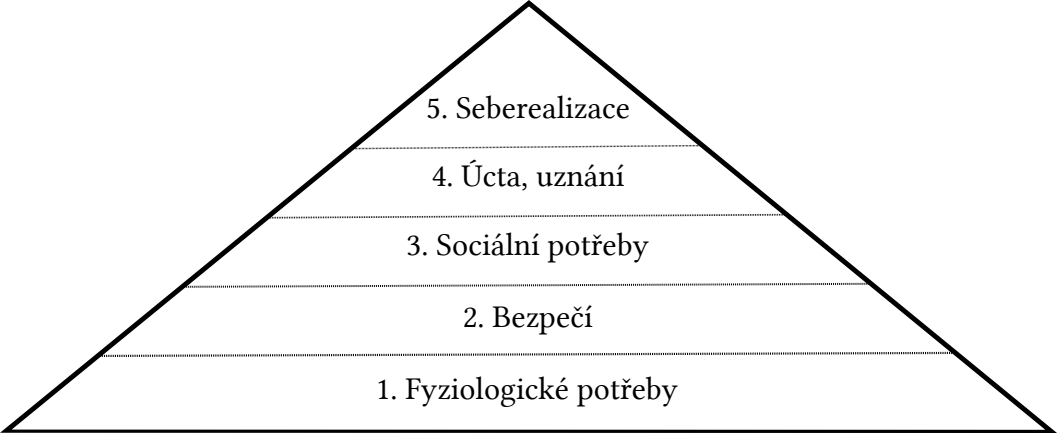 5. Seberealizace
4. Úcta, uznání
3. Sociální potřeby
2. Bezpečí
1. Fyziologické potřeby